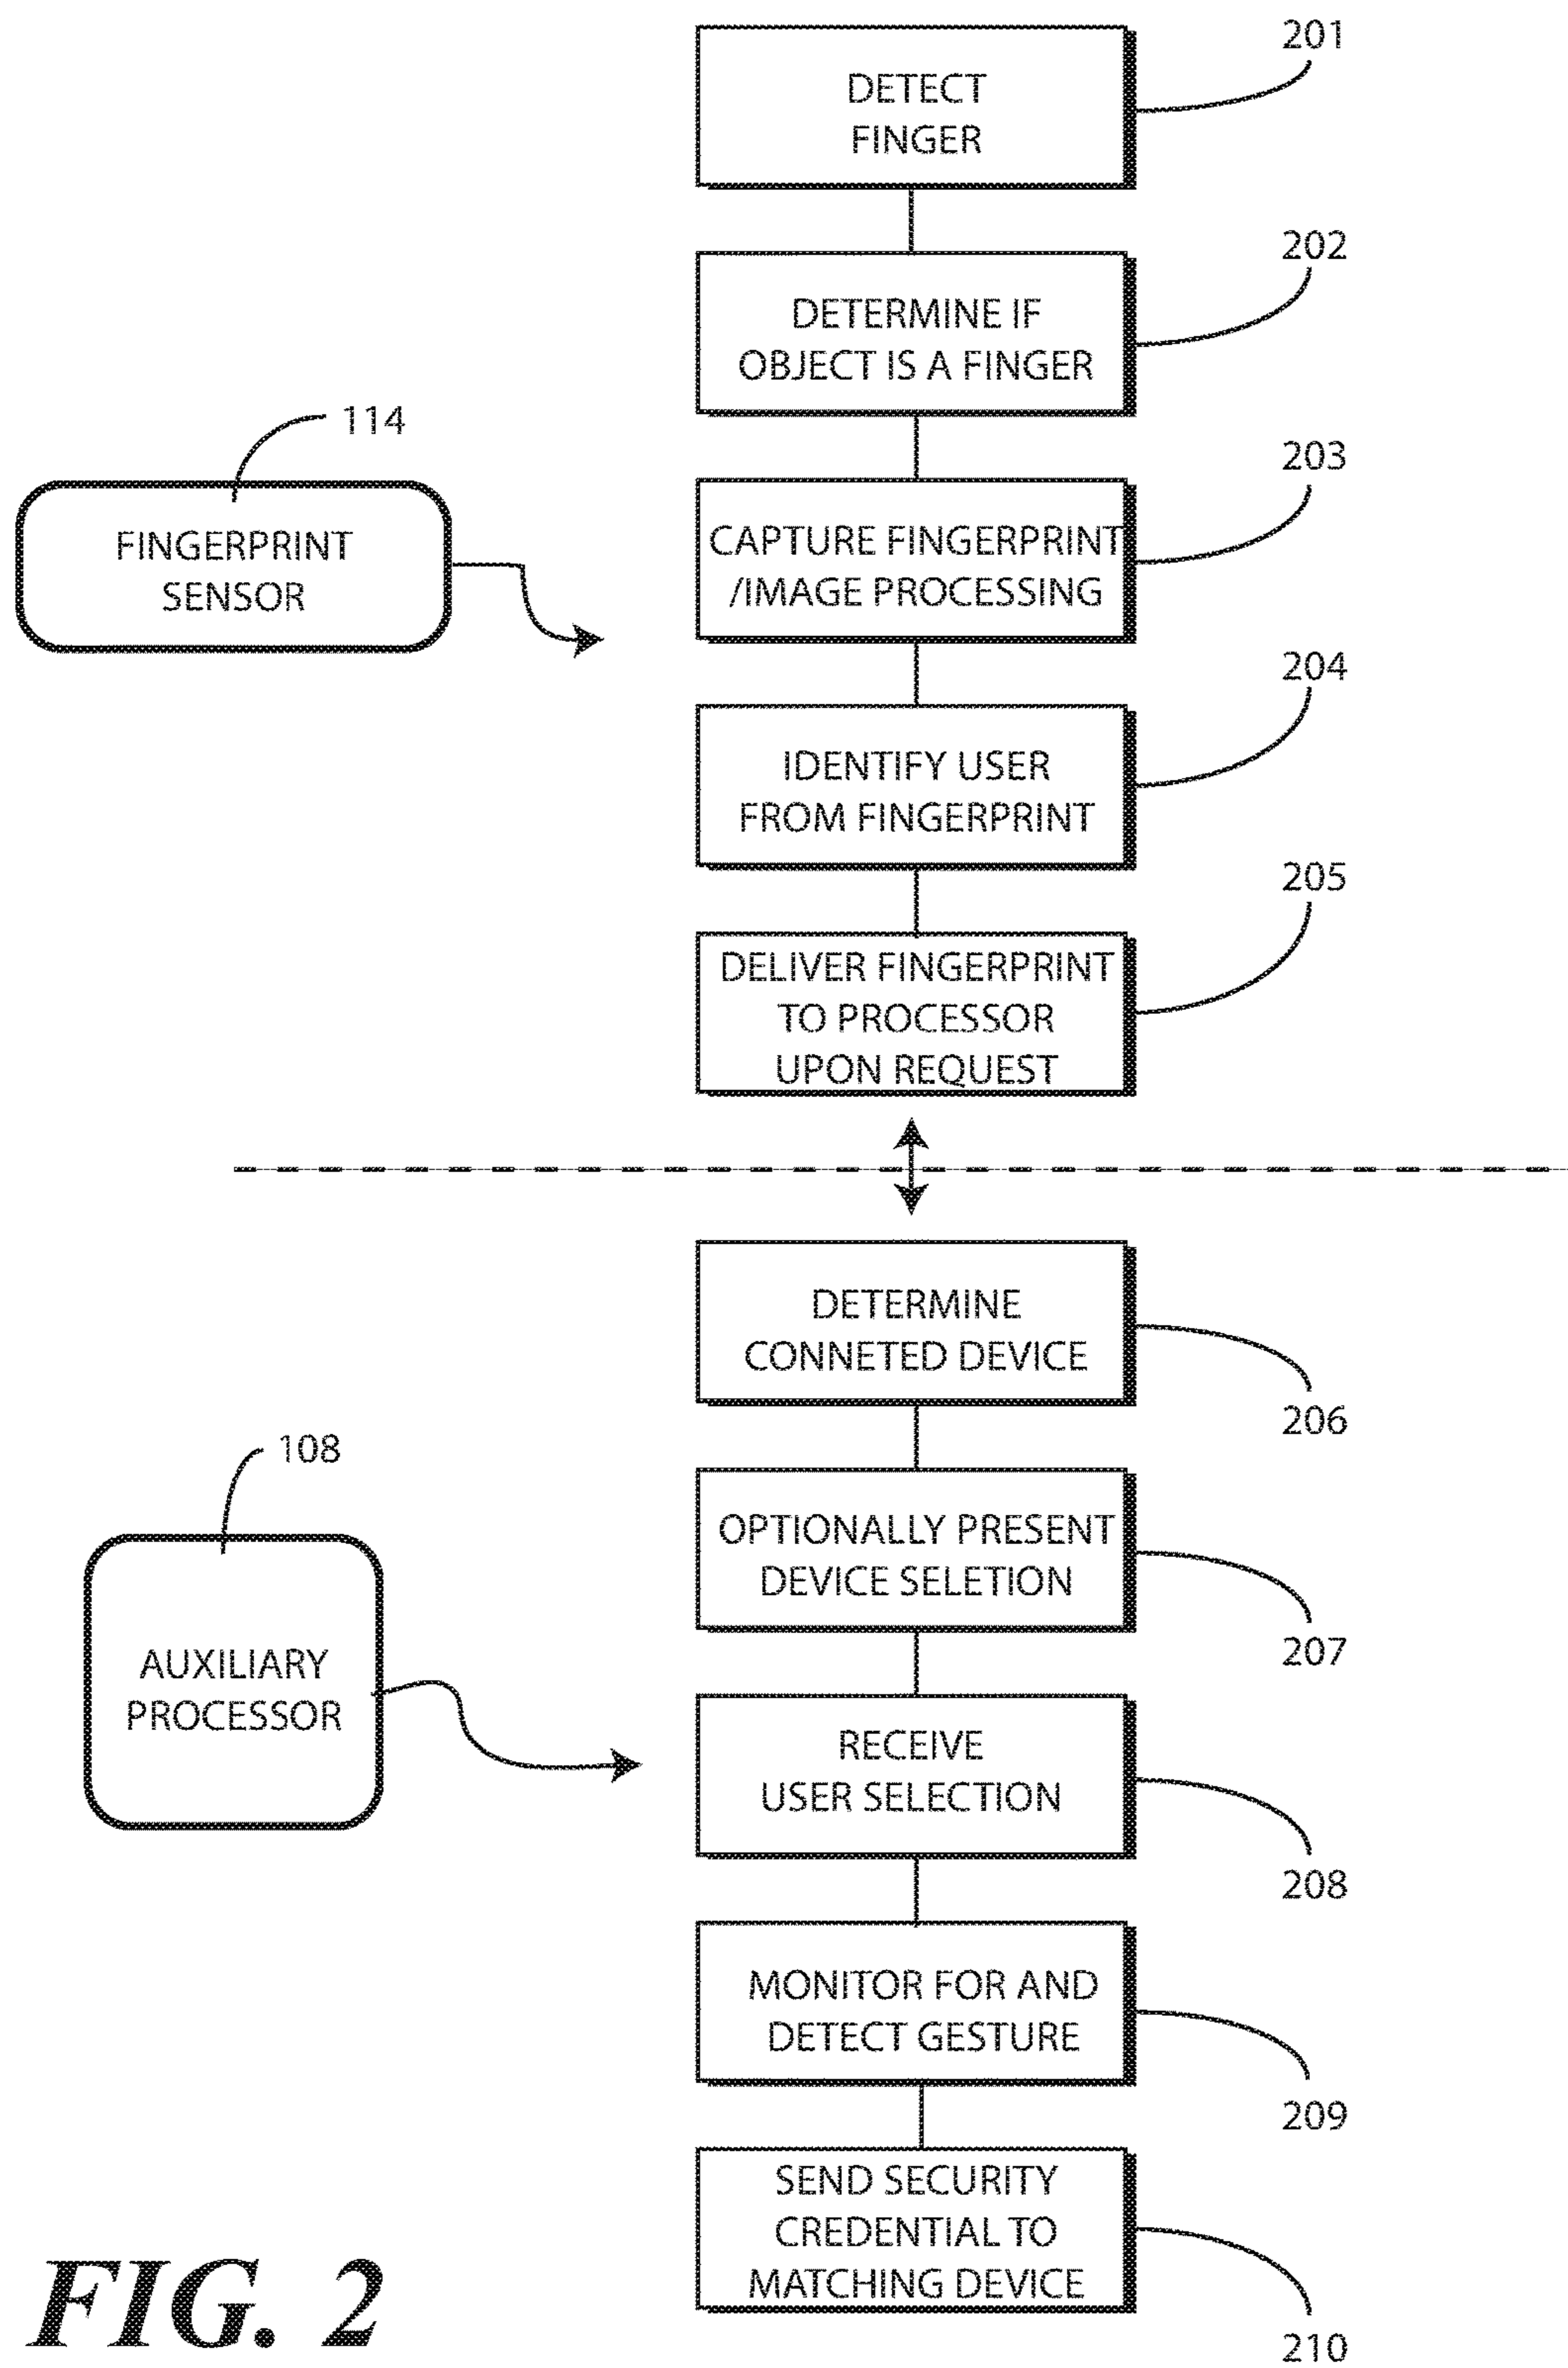 201
DETECT
FINGER
202
DETERMINE IF
OBJECT IS A FINGER
114
FINGERPRINT
SENSOR
203
CAPTURE FINGERPRINT
/IMAGE PROCESSING
204
IDENTIFY USER
FROM FINGERPRINT
205
DELIVER FINGERPRINT
TO PROCESSOR
UPON REQUEST
DETERMINE
CONNETED DEVICE
206
108
AUXILIARY
PROCESSOR
OPTIONALLY PRESENT
DEVICE SELETION
207
RECEIVE
USER SELECTION
208
MONITOR FOR AND
DETECT GESTURE
209
SEND SECURITY
CREDENTIAL TO
MATCHING DEVICE
210
FIG. 2